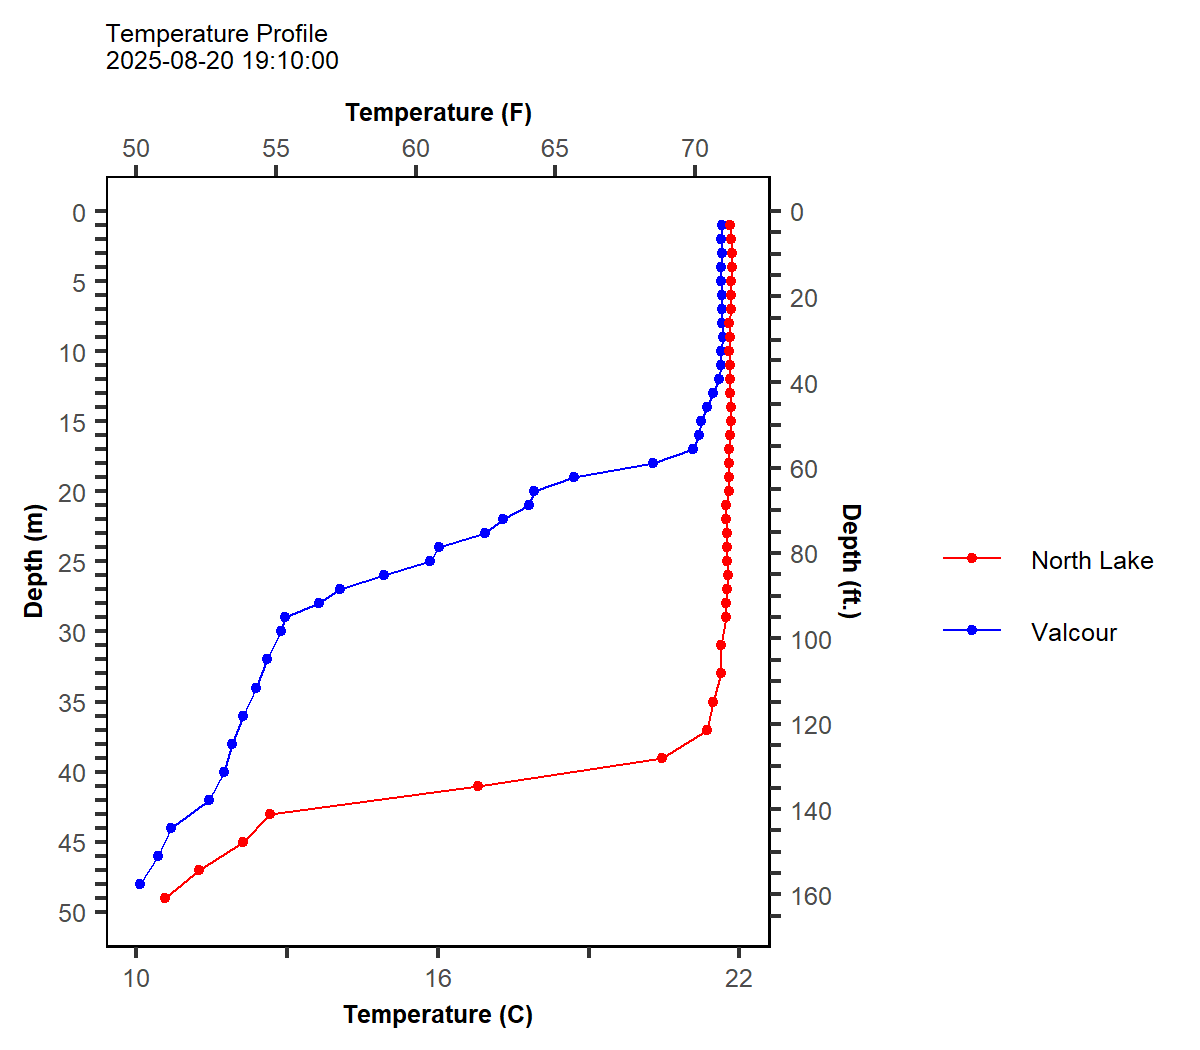 Temperature Profile
2025-08-20 19:10:00
Temperature (F)
50 55 60 65 70
0
5
10
15
20
25
30
35
40
45
50
Depth (m)
0
20
40
60
80
100
120
140
160
Depth (ft.)
North Lake
Valcour
10 16 22
Temperature (C)